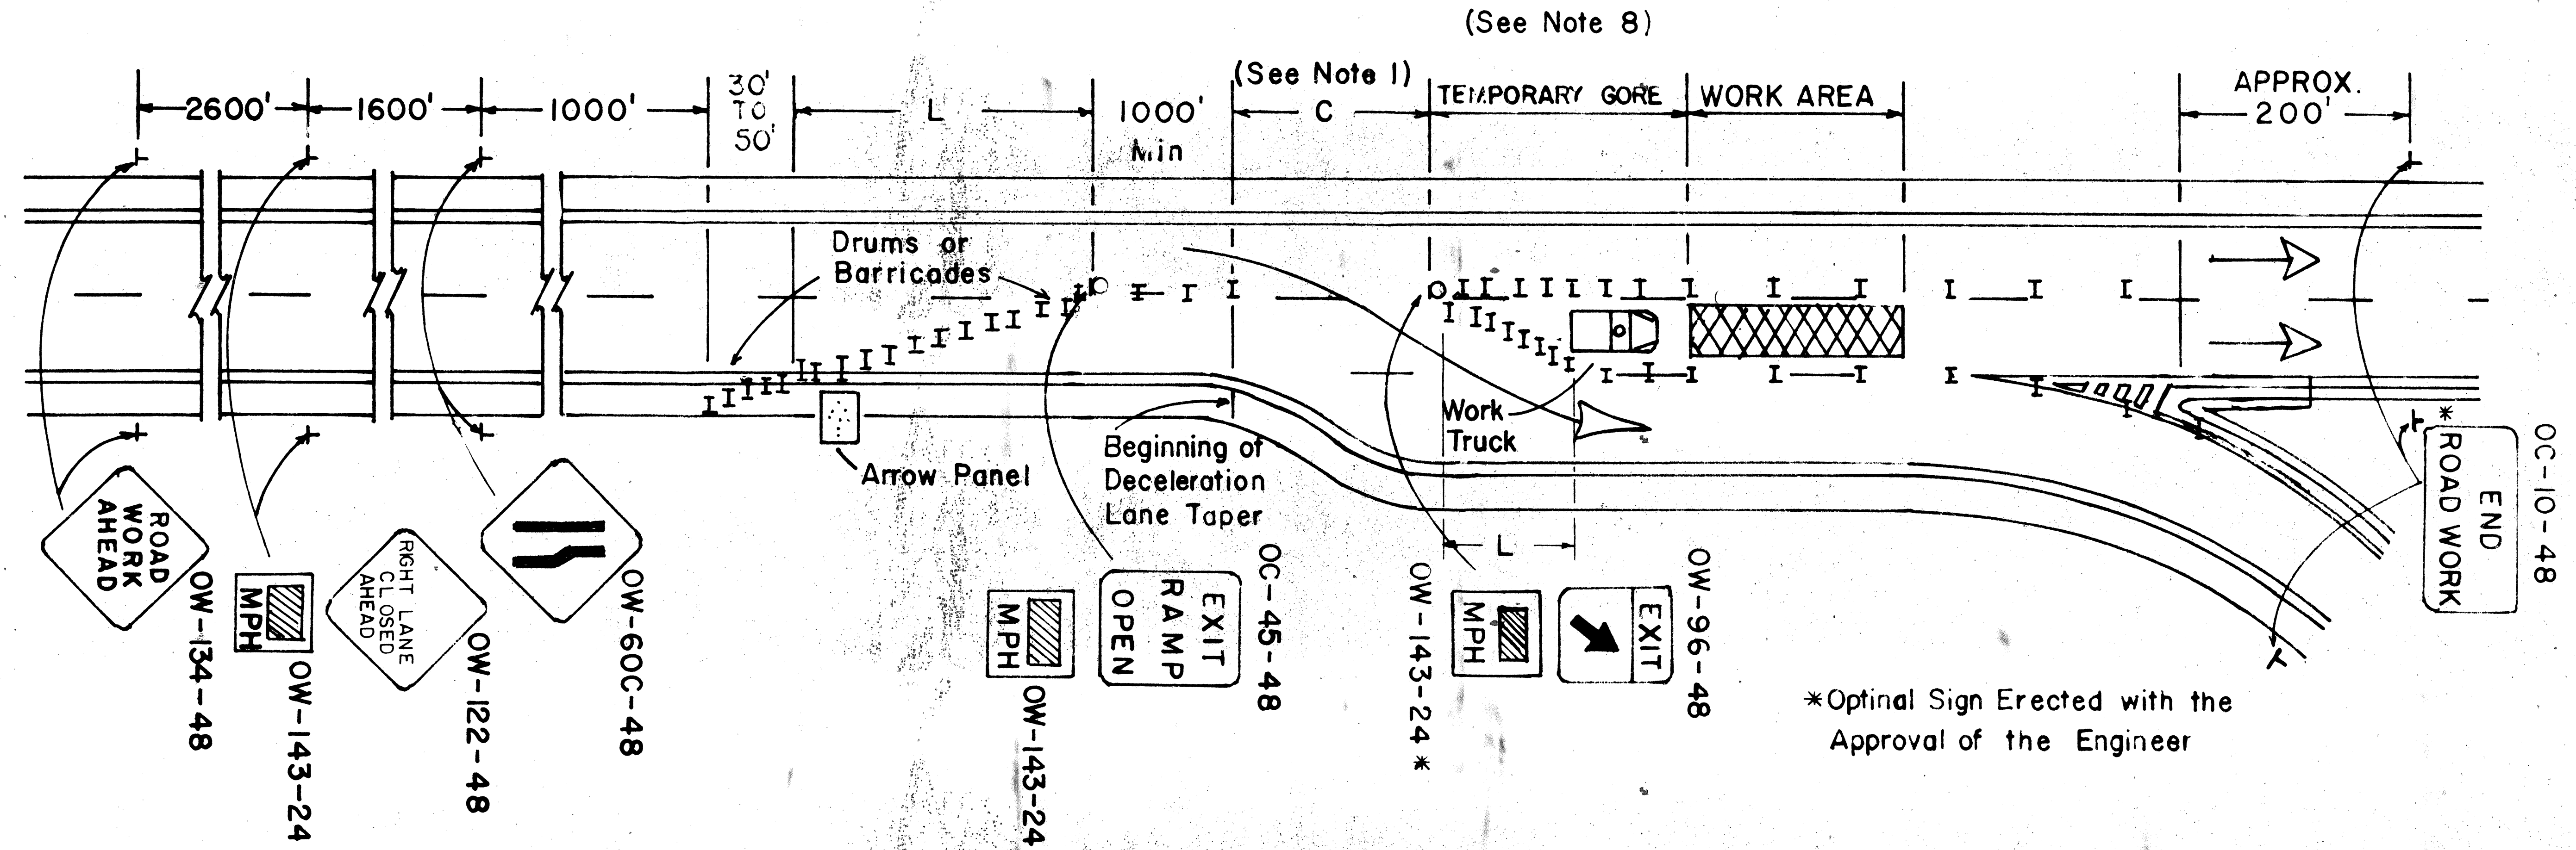 (See Note 8)
(See Note 1)
2600'
1600'
1000'
30'
TO
50'
L
1000'
Min
C
TEMPORARY GORE
WORK AREA
APPROX.
200'
Drums or
Barricades
Arrow Panel
Beginning of
Deceleration
Lane Taper
Work
Truck
L
ROAD
WORK
AHEAD
OW-134-48
MPH
OW-143-24
RIGHT LANE
CLOSED
AHEAD
OW-122-48
OW-60C-48
MPH
OW-143-24
EXIT
RAMP
OPEN
OC-45-48
MPH
OW-143-24*
EXIT
OW-96-48
END
ROAD WORK
*
OC-10-48
*Optinal Sign Erected with the
Approval of the Engineer